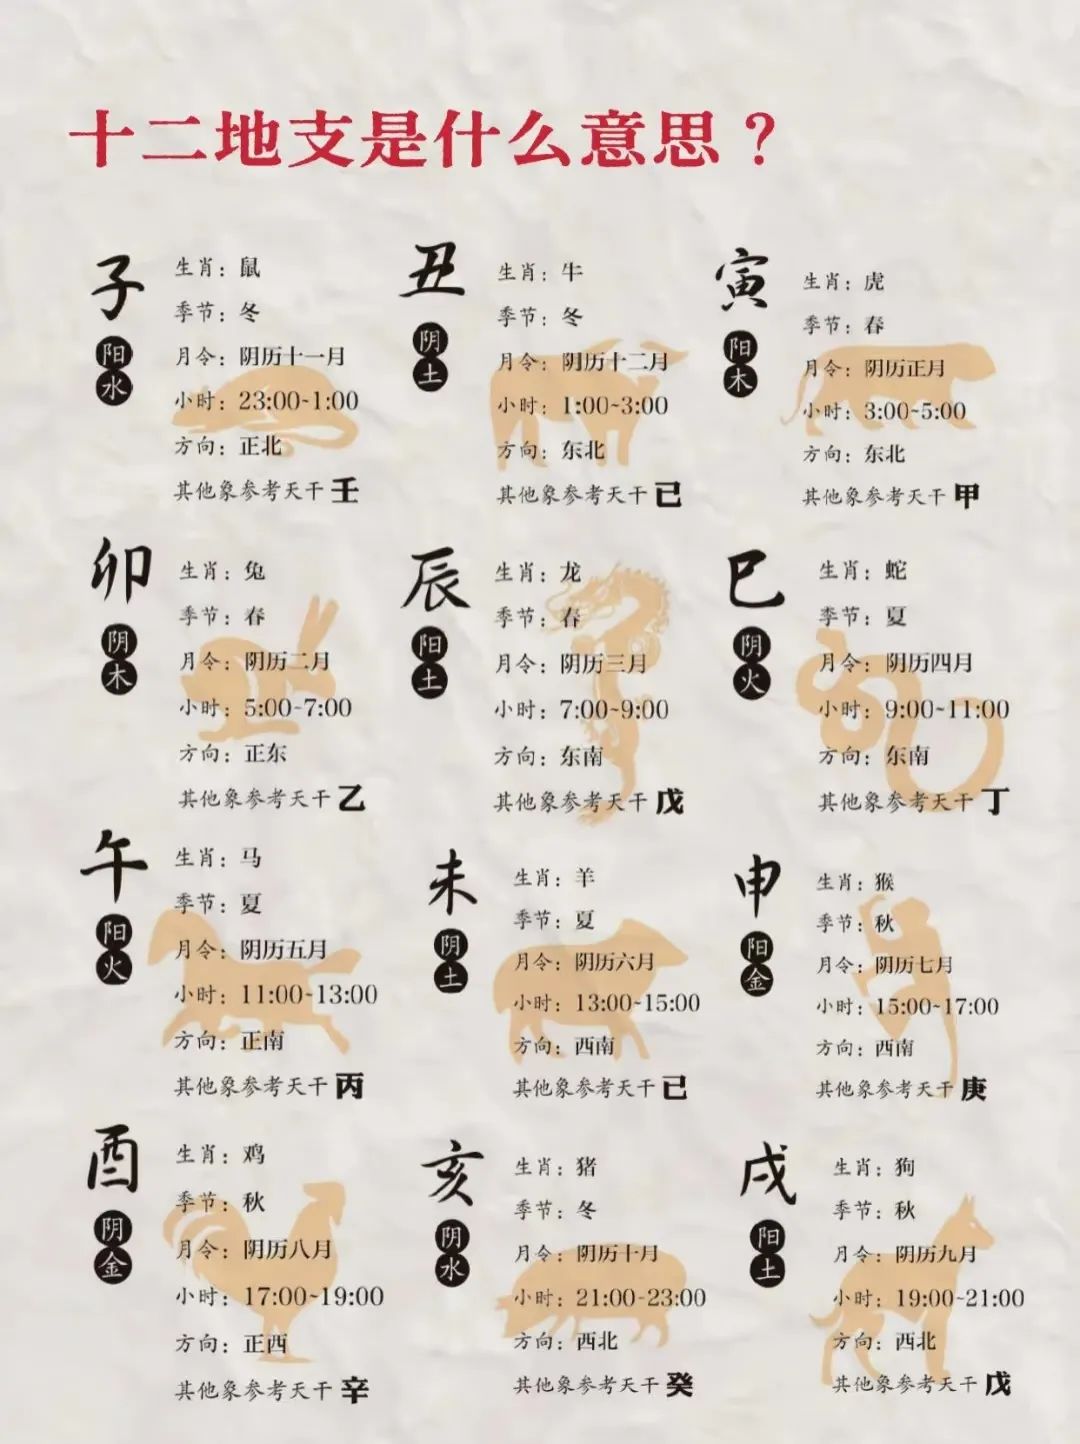 十二地支是什么意思？
子
阳水
生肖：鼠
季节：冬
月令：阴历十一月
小时：23:00~1:00
方向：正北
其他象参考天干 壬
丑
阴土
生肖：牛
季节：冬
月令：阴历十二月
小时：1:00~3:00
方向：东北
其他象参考天干 己
寅
阳木
生肖：虎
季节：春
月令：阴历正月
小时：3:00~5:00
方向：东北
其他象参考天干 甲
卯
阴木
生肖：兔
季节：春
月令：阴历二月
小时：5:00~7:00
方向：正东
其他象参考天干 乙
辰
阳土
生肖：龙
季节：春
月令：阴历三月
小时：7:00~9:00
方向：东南
其他象参考天干 戊
巳
阴火
生肖：蛇
季节：夏
月令：阴历四月
小时：9:00~11:00
方向：东南
其他象参考天干 丁
午
阳火
生肖：马
季节：夏
月令：阴历五月
小时：11:00~13:00
方向：正南
其他象参考天干 丙
未
阴土
生肖：羊
季节：夏
月令：阴历六月
小时：13:00~15:00
方向：西南
其他象参考天干 己
申
阳金
生肖：猴
季节：秋
月令：阴历七月
小时：15:00~17:00
方向：西南
其他象参考天干 庚
酉
阴金
生肖：鸡
季节：秋
月令：阴历八月
小时：17:00~19:00
方向：正西
其他象参考天干 辛
亥
阴水
生肖：猪
季节：冬
月令：阴历十月
小时：21:00~23:00
方向：西北
其他象参考天干 癸
戌
阳土
生肖：狗
季节：秋
月令：阴历九月
小时：19:00~21:00
方向：西北
其他象参考天干 戊